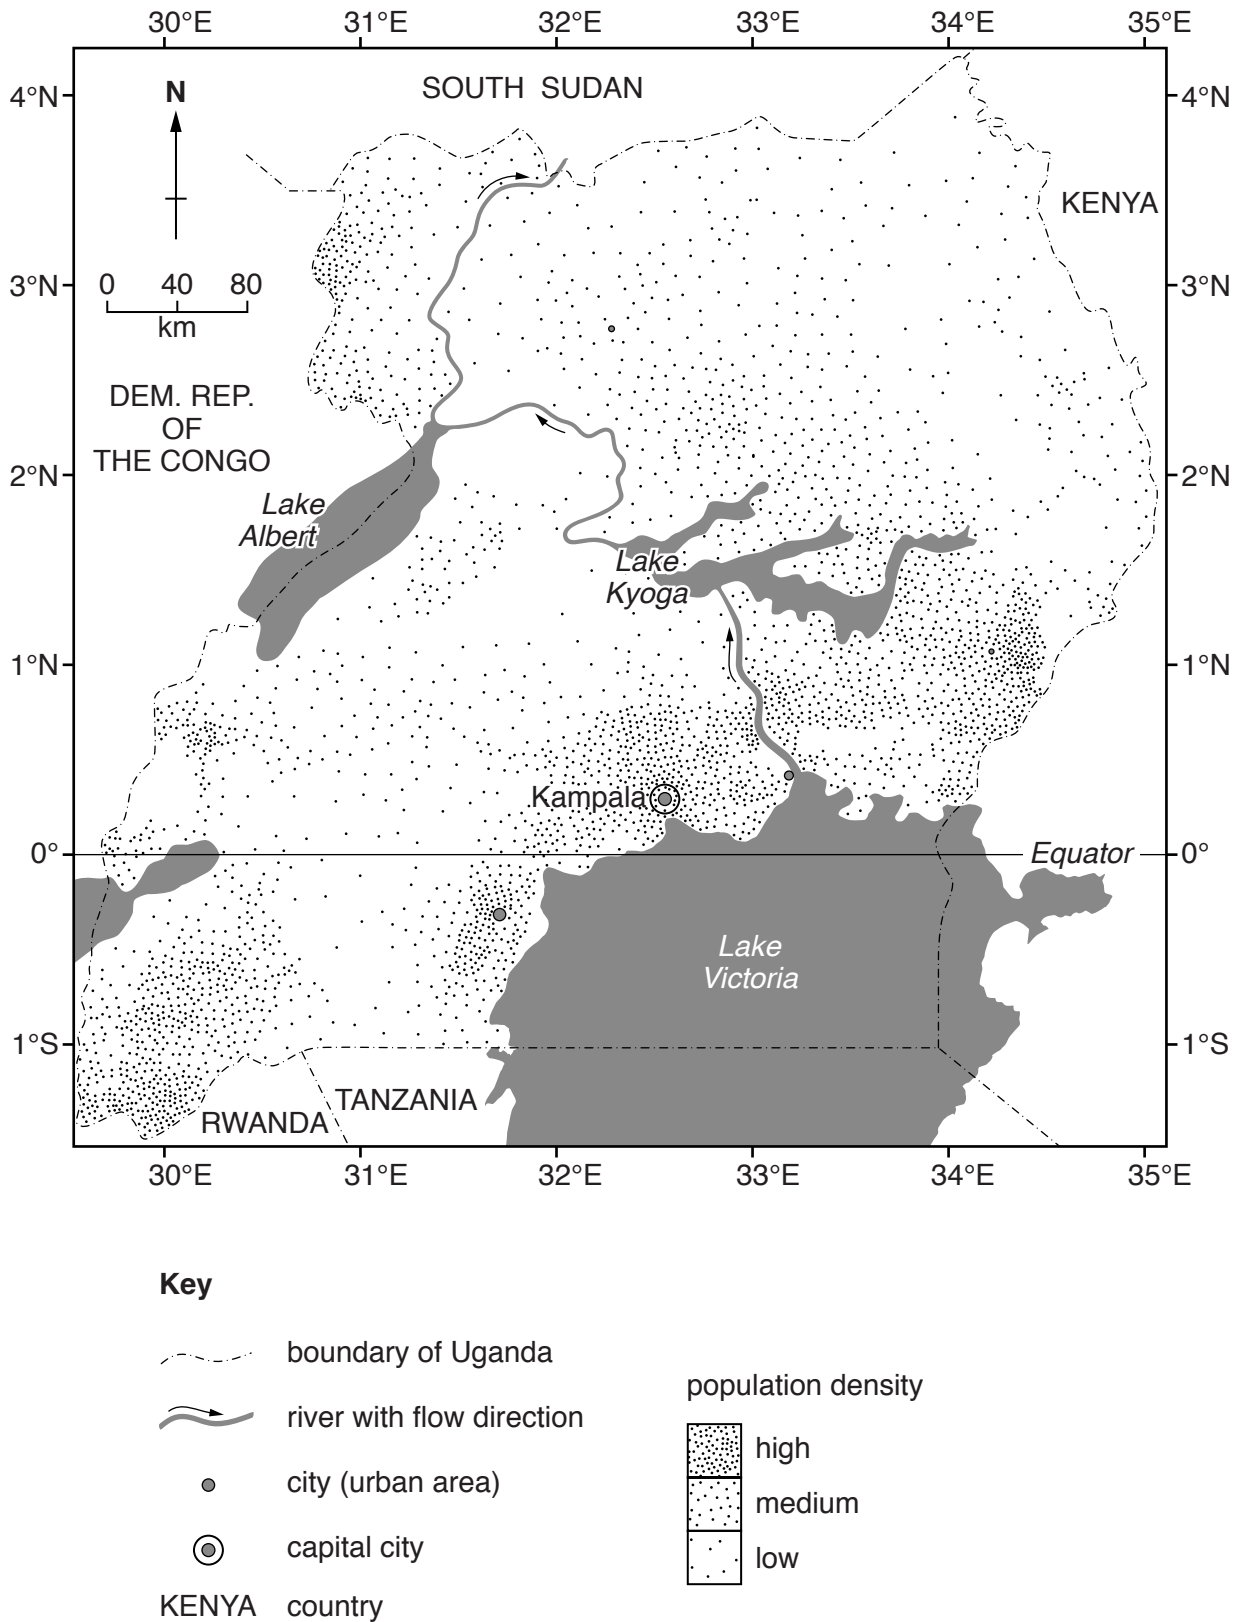 30°E 31°E 32°E 33°E 34°E 35°E
4°N
N
SOUTH SUDAN
4°N
KENYA
3°N
0 40 80
km
3°N
DEM. REP.
OF
THE CONGO
2°N
2°N
Lake
Albert
Lake
Kyoga
1°N
1°N
Kampala
0°
Equator
0°
Lake
Victoria
1°S
1°S
TANZANIA
RWANDA
30°E 31°E 32°E 33°E 34°E 35°E
Key
boundary of Uganda
river with flow direction
city (urban area)
capital city
KENYA country
population density
high
medium
low